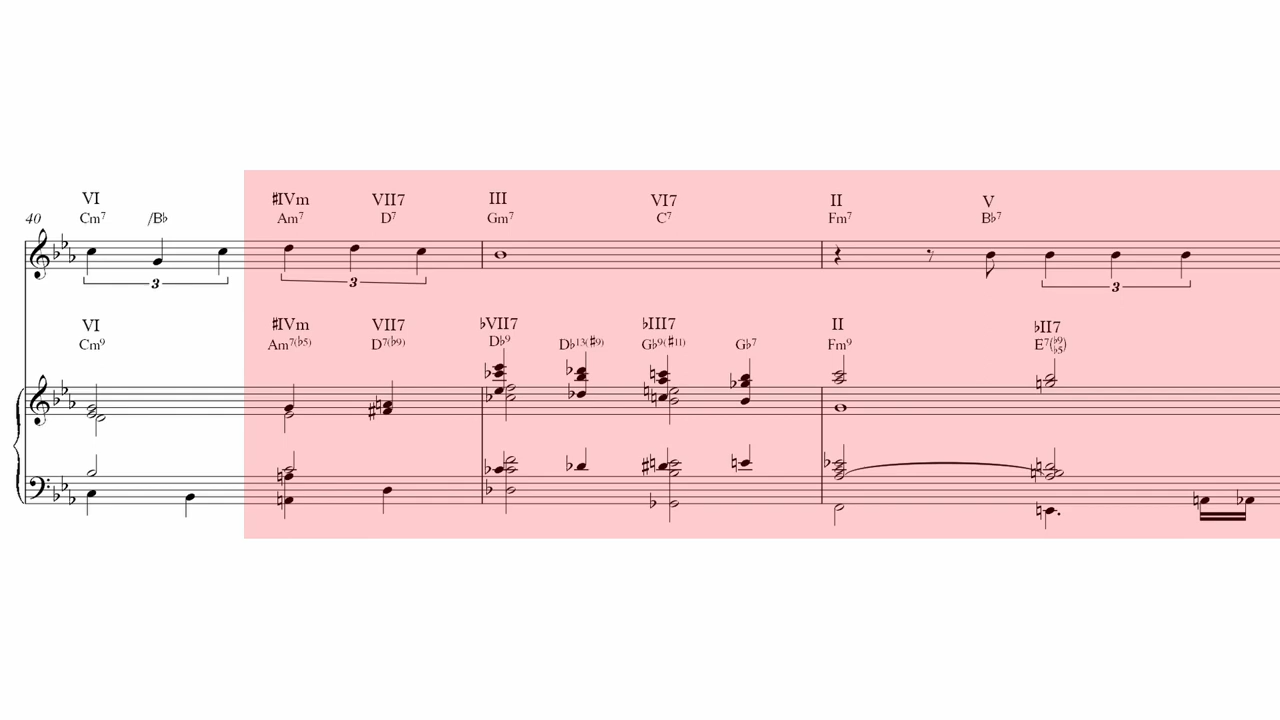 VI ♯IVm VII7 III VI7 II V
40 Cm7 /B♭ Am7 D7 Gm7 C7 Fm7 B♭7
3 3 3
VI ♯IVm VII7 ♭VII7 ♭III7 II ♭II7
Cm9 Am7(♭5) D7(♭9) D♭9 D♭13(♯9) G♭9(♯11) G♭7 Fm9 E7(♭9 ♭5)